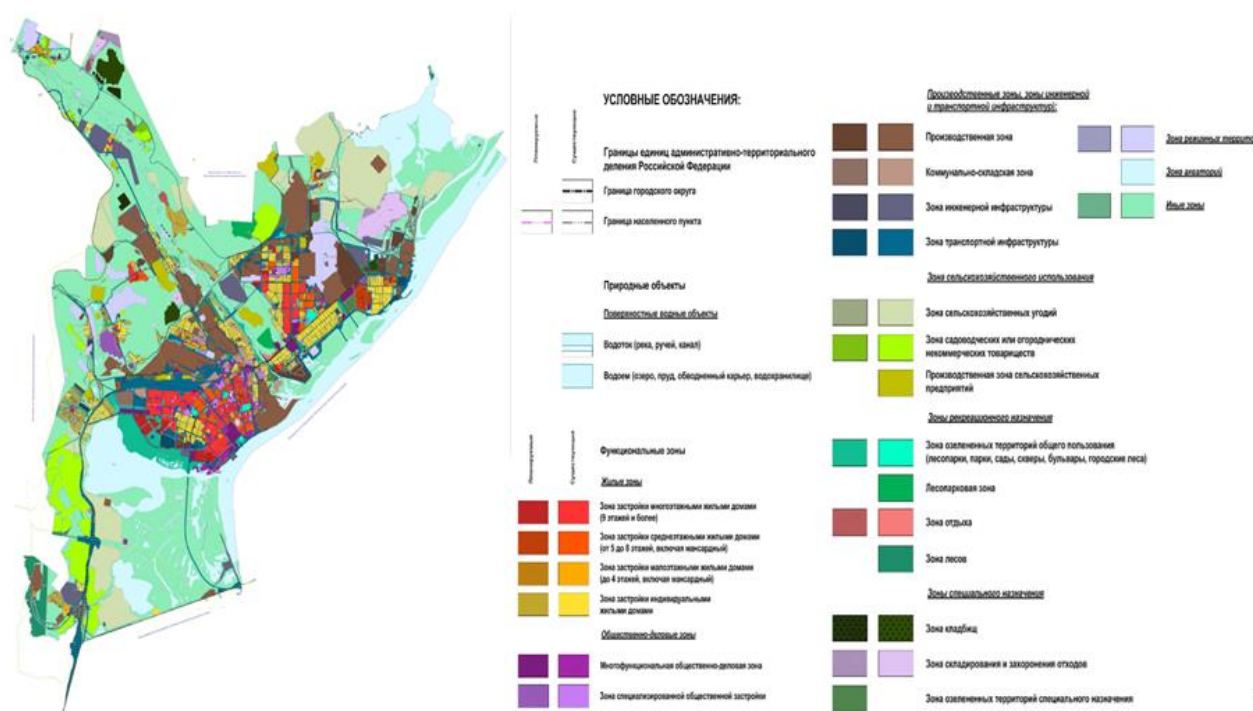 УСЛОВНЫЕ ОБОЗНАЧЕНИЯ:
Планируемые
Существующие
Границы единиц административно-территориального
деления Российской Федерации
Граница городского округа
Граница населенного пункта
Природные объекты
Поверхностные водные объекты
Водоток (река, ручей, канал)
Водоем (озеро, пруд, обводненный карьер, водохранилище)
Планируемые
Существующие
Функциональные зоны
Жилые зоны
Зона застройки многоэтажными жилыми домами
(9 этажей и более)
Зона застройки среднеэтажными жилыми домами
(от 5 до 8 этажей, включая мансардный)
Зона застройки малоэтажными жилыми домами
(до 4 этажей, включая мансардный)
Зона застройки индивидуальными
жилыми домами
Общественно-деловые зоны
Многофункциональная общественно-деловая зона
Зона специализированной общественной застройки
Производственные зоны, зоны инженерной
и транспортной инфраструктур:
Производственная зона
Коммунально-складская зона
Зона инженерной инфраструктуры
Зона транспортной инфраструктуры
Зона сельскохозяйственного использования
Зона сельскохозяйственных угодий
Зона садоводческих или огороднических
некоммерческих товариществ
Производственная зона сельскохозяйственных
предприятий
Зоны рекреационного назначения
Зона озелененных территорий общего пользования
(лесопарки, парки, сады, скверы, бульвары, городские леса)
Лесопарковая зона
Зона отдыха
Зона лесов
Зоны специального назначения
Зона кладбищ
Зона складирования и захоронения отходов
Зона озелененных территорий специального назначения
Зона режимных террито
Зона акваторий
Иные зоны